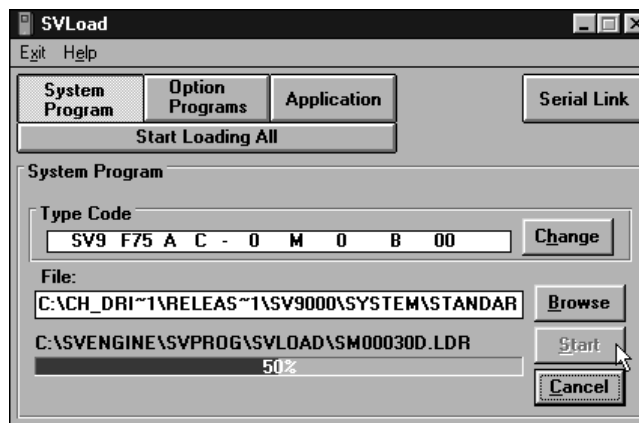 SVLoad
Exit Help
System Program
Option Programs
Application
Serial Link
Start Loading All
System Program
Type Code
SV9 F75 A C - 0 M 0 B 00
Change
File:
C:\CH_DRI~1\RELEAS~1\SV9000\SYSTEM\STANDAR
Browse
C:\SVENGINE\SVPROG\SVLOAD\SM00030D.LDR
Start
50%
Cancel